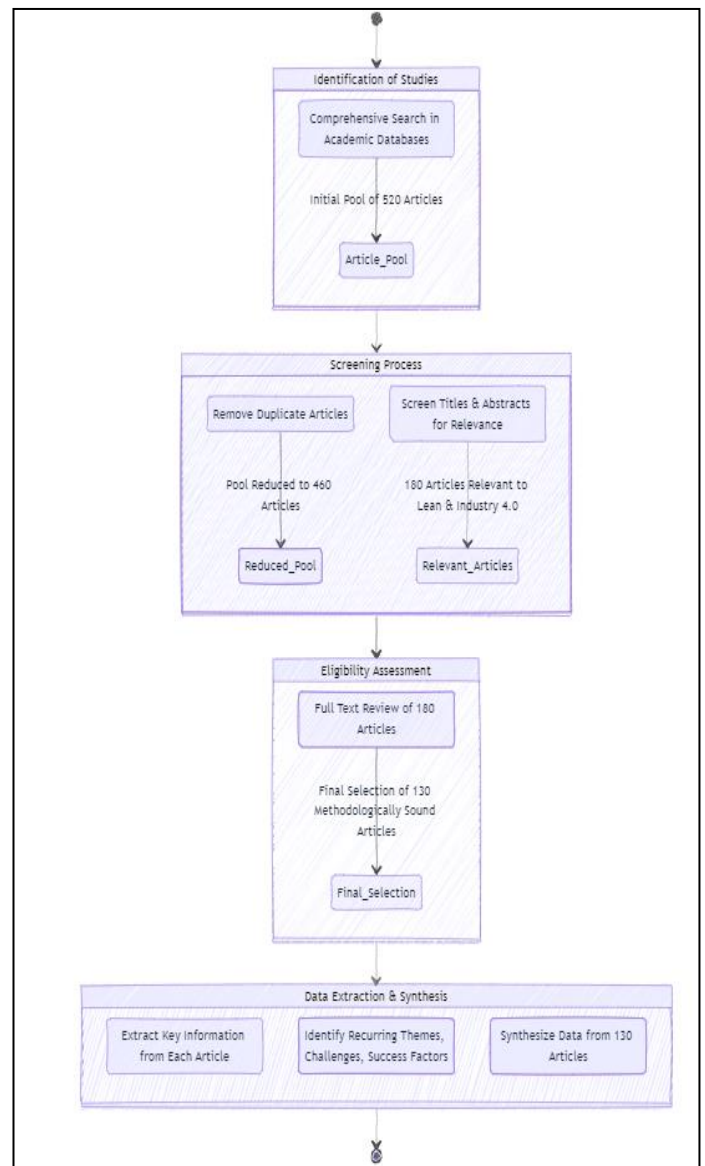 Identification of Studies
Comprehensive Search in
Academic Databases
Initial Pool of 520 Articles
Article_Pool
Screening Process
Remove Duplicate Articles
Screen Titles & Abstracts
for Relevance
Pool Reduced to 460
Articles
180 Articles Relevant to
Lean & Industry 4.0
Reduced_Pool
Relevant_Articles
Eligibility Assessment
Full Text Review of 180
Articles
Final Selection of 130
Methodologically Sound
Articles
Final_Selection
Data Extraction & Synthesis
Extract Key Information
from Each Article
Identify Recurring Themes,
Challenges, Success Factors
Synthesize Data from 130
Articles